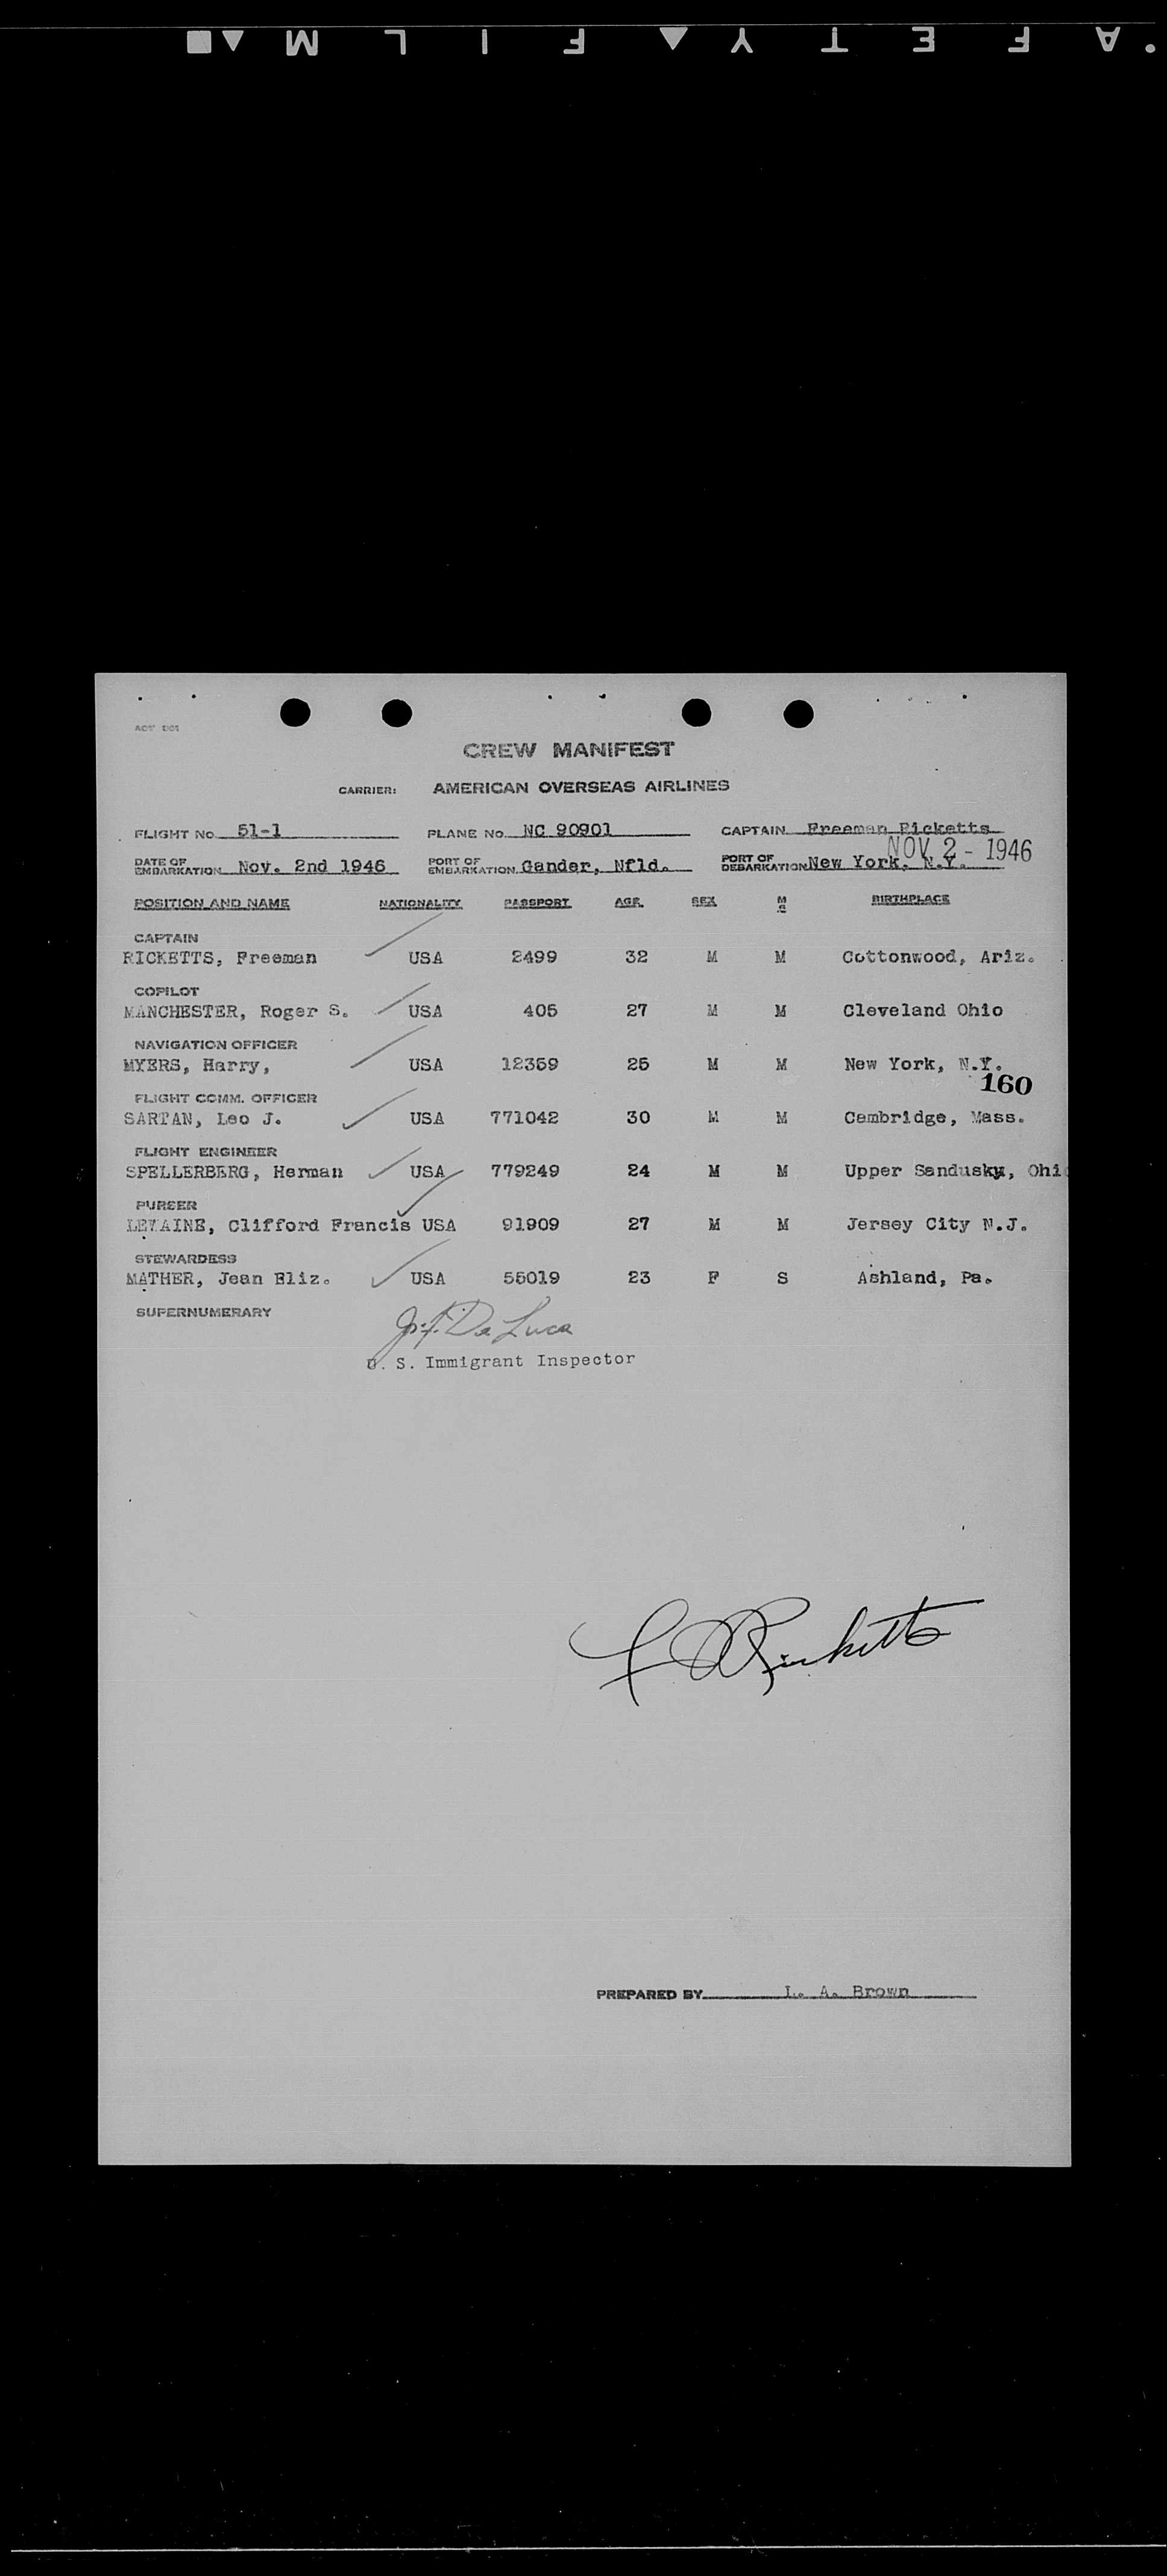 SAFETY FILM
CREW MANIFEST
CARRIER: AMERICAN OVERSEAS AIRLINES
FLIGHT NO. 51-1 PLANE NO. NC 90901 CAPTAIN Freeman Ricketts
NOV 2 - 1946
DATE OF EMBARKATION Nov. 2nd 1946 PORT OF EMBARKATION Gander, Nfld. PORT OF DEBARKATION New York, N.Y.
POSITION AND NAME NATIONALITY PASSPORT AGE SEX M S BIRTHPLACE
CAPTAIN
RICKETTS, Freeman USA 2499 32 M M Cottonwood, Ariz.
COPILOT
MANCHESTER, Roger S. USA 405 27 M M Cleveland Ohio
NAVIGATION OFFICER
MYERS, Harry, USA 12359 25 M M New York, N.Y.
160
FLIGHT COMM. OFFICER
SARTAN, Leo J. USA 771042 30 M M Cambridge, Mass.
FLIGHT ENGINEER
SPELLERBERG, Herman USA 779249 24 M M Upper Sandusky, Ohi
PURSER
Clifford Francis USA 91909 27 M M Jersey City N.J.
STEWARDESS
MATHER, Jean Eliz. USA 55019 23 F S Ashland, Pa.
SUPERNUMERARY
De Luca
U. S. Immigrant Inspector
Ricketts
PREPARED BY L. A. Brown